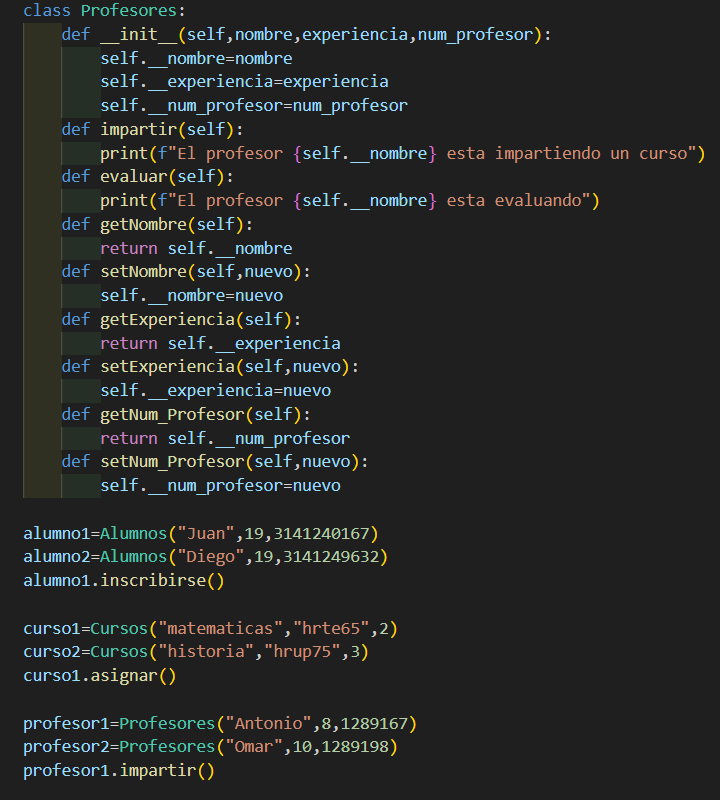 class Profesores:
    def __init__(self,nombre,experiencia,num_profesor):
        self.__nombre=nombre
        self.__experiencia=experiencia
        self.__num_profesor=num_profesor
    def impartir(self):
        print(f"El profesor {self.__nombre} esta impartiendo un curso")
    def evaluar(self):
        print(f"El profesor {self.__nombre} esta evaluando")
    def getNombre(self):
        return self.__nombre
    def setNombre(self,nuevo):
        self.__nombre=nuevo
    def getExperiencia(self):
        return self.__experiencia
    def setExperiencia(self,nuevo):
        self.__experiencia=nuevo
    def getNum_Profesor(self):
        return self.__num_profesor
    def setNum_Profesor(self,nuevo):
        self.__num_profesor=nuevo

alumno1=Alumnos("Juan",19,3141240167)
alumno2=Alumnos("Diego",19,3141249632)
alumno1.inscribirse()

curso1=Cursos("matematicas","hrte65",2)
curso2=Cursos("historia","hrup75",3)
curso1.asignar()

profesor1=Profesores("Antonio",8,1289167)
profesor2=Profesores("Omar",10,1289198)
profesor1.impartir()